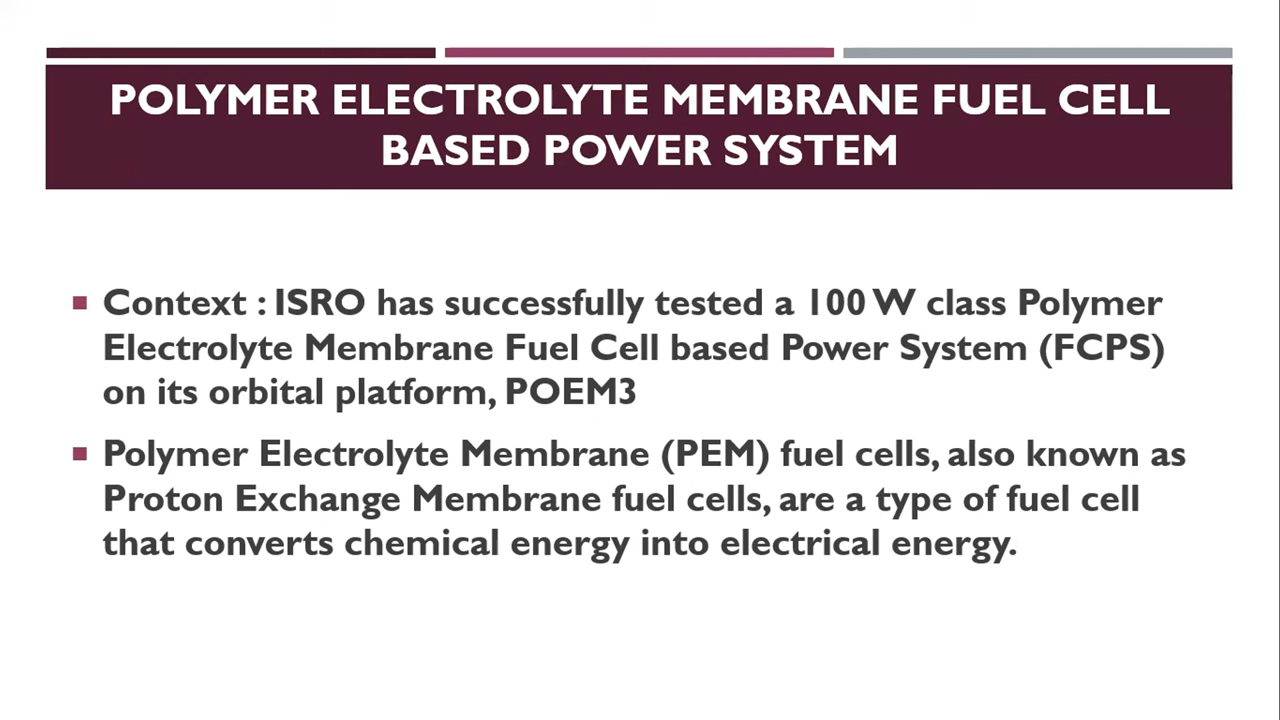 POLYMER ELECTROLYTE MEMBRANE FUEL CELL
BASED POWER SYSTEM
Context : ISRO has successfully tested a 100 W class Polymer
Electrolyte Membrane Fuel Cell based Power System (FCPS)
on its orbital platform, POEM3
Polymer Electrolyte Membrane (PEM) fuel cells, also known as
Proton Exchange Membrane fuel cells, are a type of fuel cell
that converts chemical energy into electrical energy.